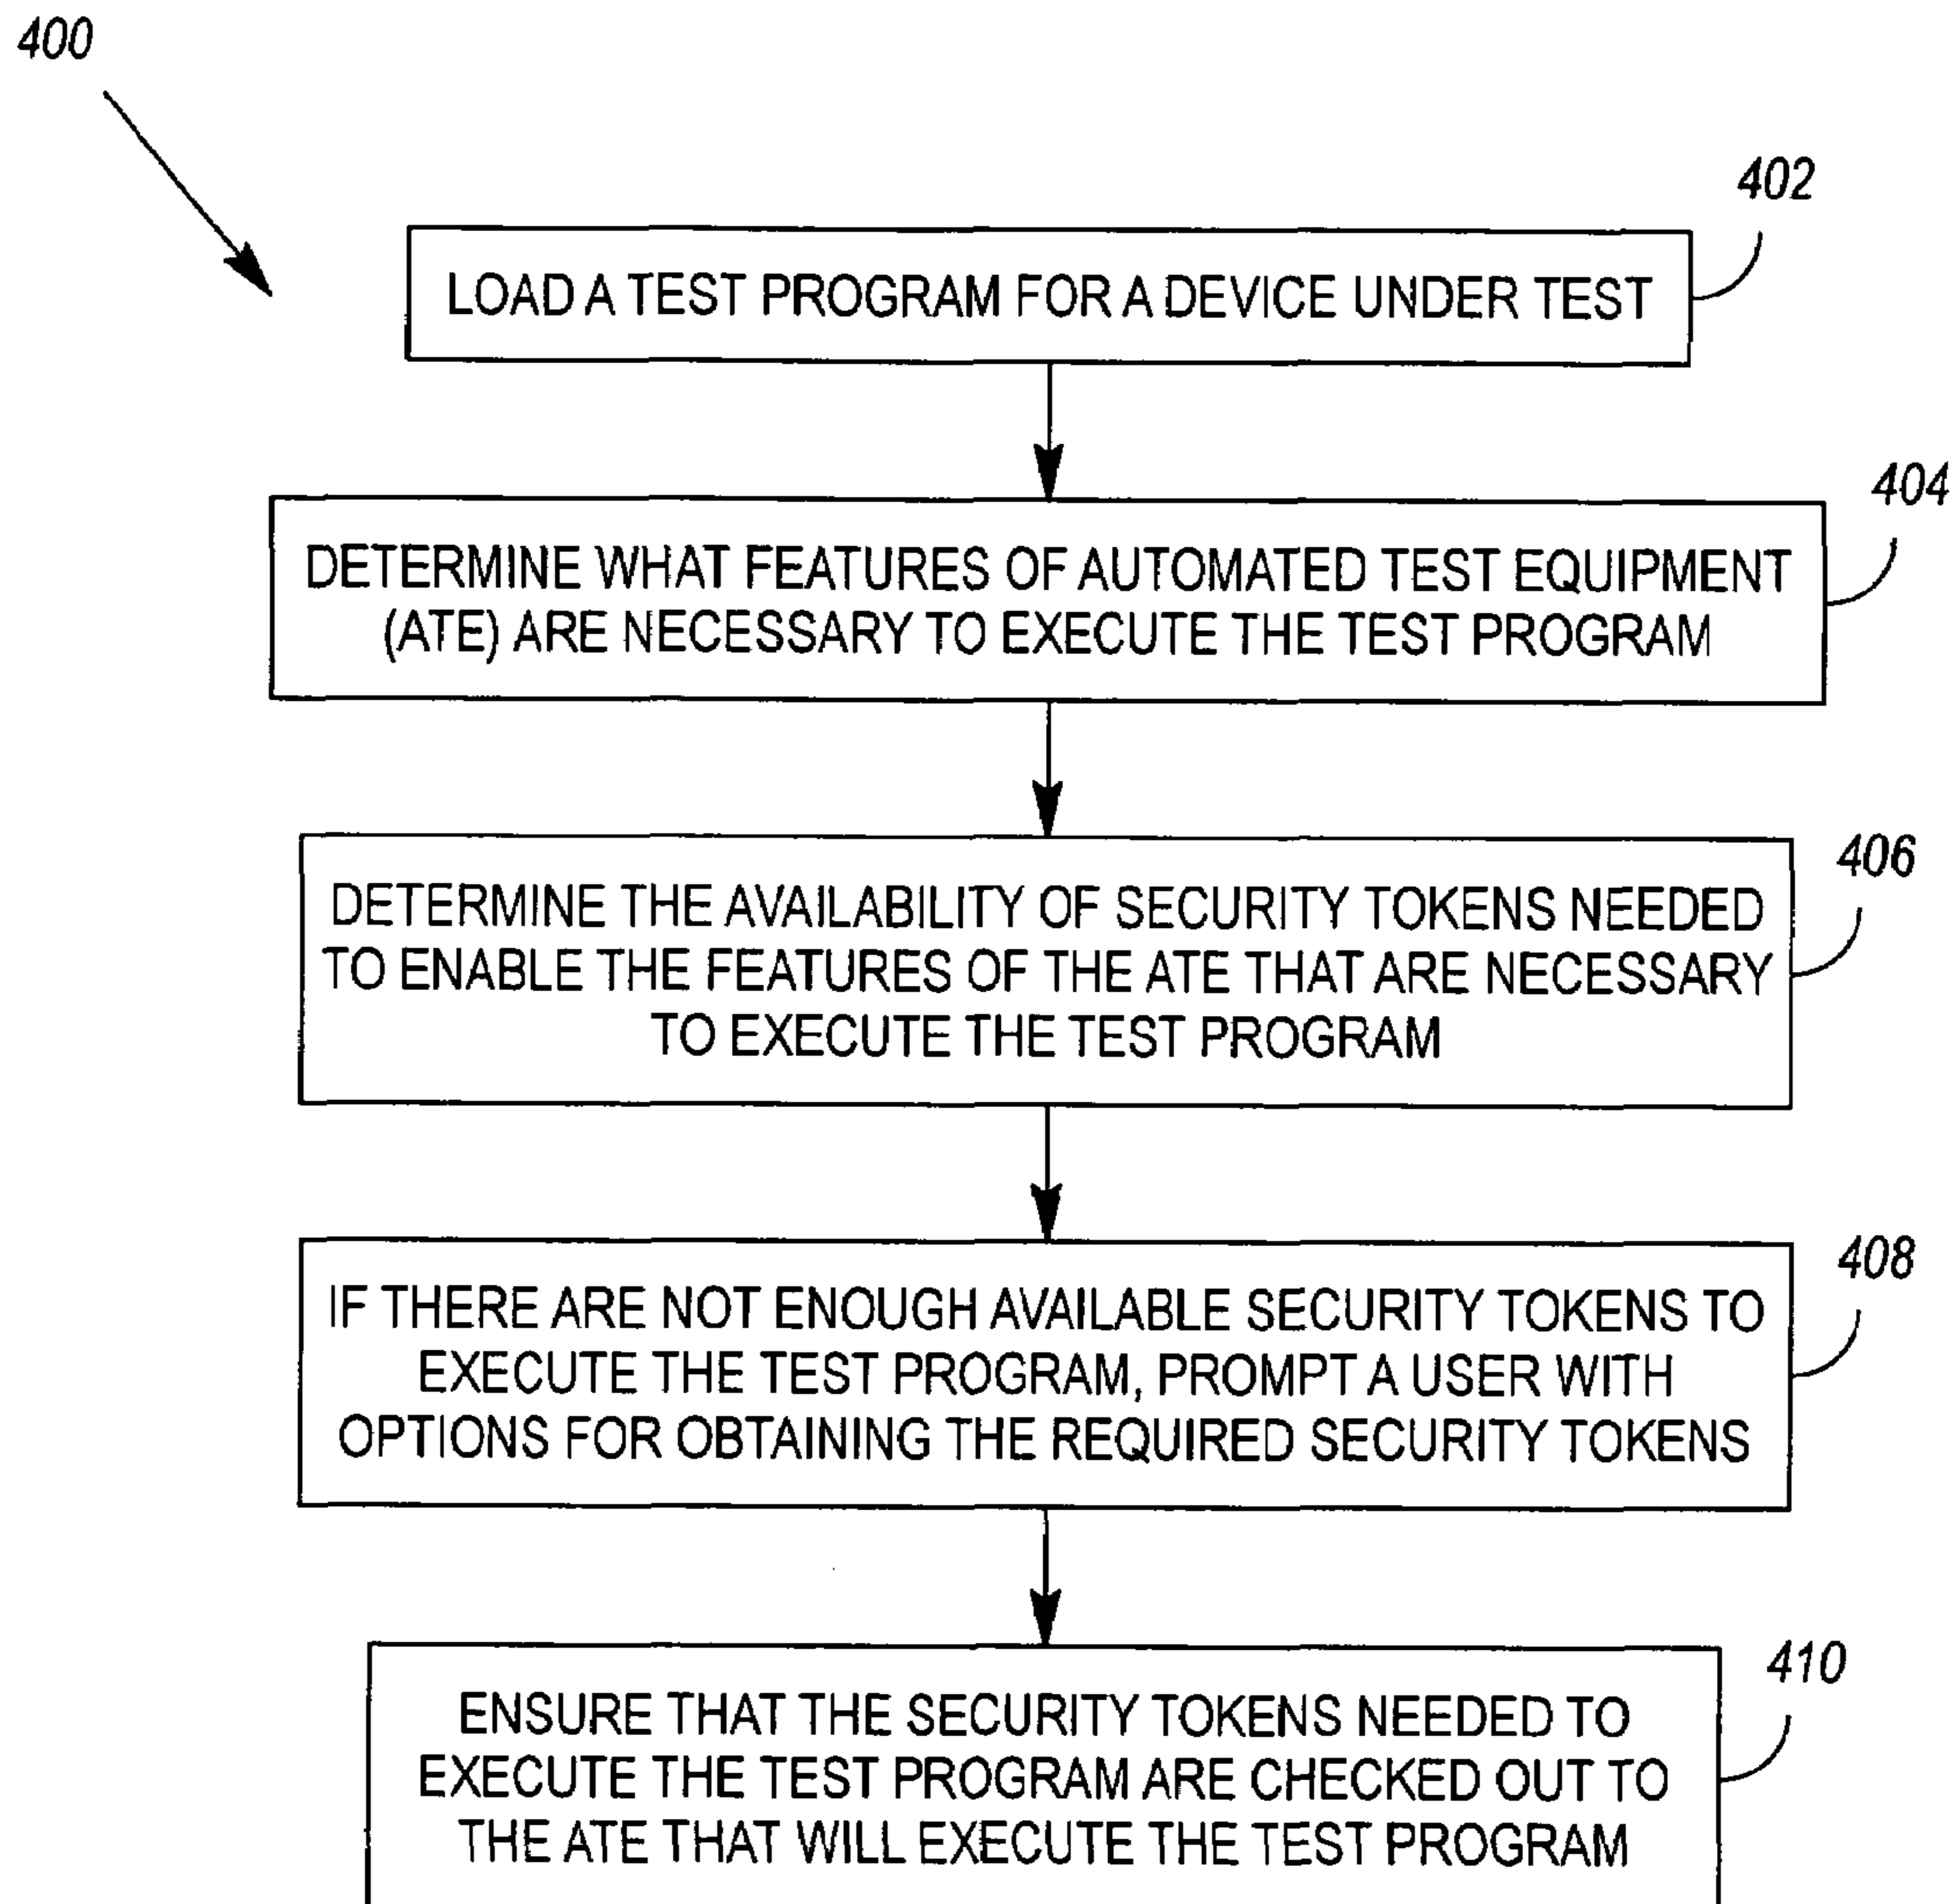 400
402
LOAD A TEST PROGRAM FOR A DEVICE UNDER TEST
404
DETERMINE WHAT FEATURES OF AUTOMATED TEST EQUIPMENT
(ATE) ARE NECESSARY TO EXECUTE THE TEST PROGRAM
406
DETERMINE THE AVAILABILITY OF SECURITY TOKENS NEEDED
TO ENABLE THE FEATURES OF THE ATE THAT ARE NECESSARY
TO EXECUTE THE TEST PROGRAM
408
IF THERE ARE NOT ENOUGH AVAILABLE SECURITY TOKENS TO
EXECUTE THE TEST PROGRAM, PROMPT A USER WITH
OPTIONS FOR OBTAINING THE REQUIRED SECURITY TOKENS
410
ENSURE THAT THE SECURITY TOKENS NEEDED TO
EXECUTE THE TEST PROGRAM ARE CHECKED OUT TO
THE ATE THAT WILL EXECUTE THE TEST PROGRAM